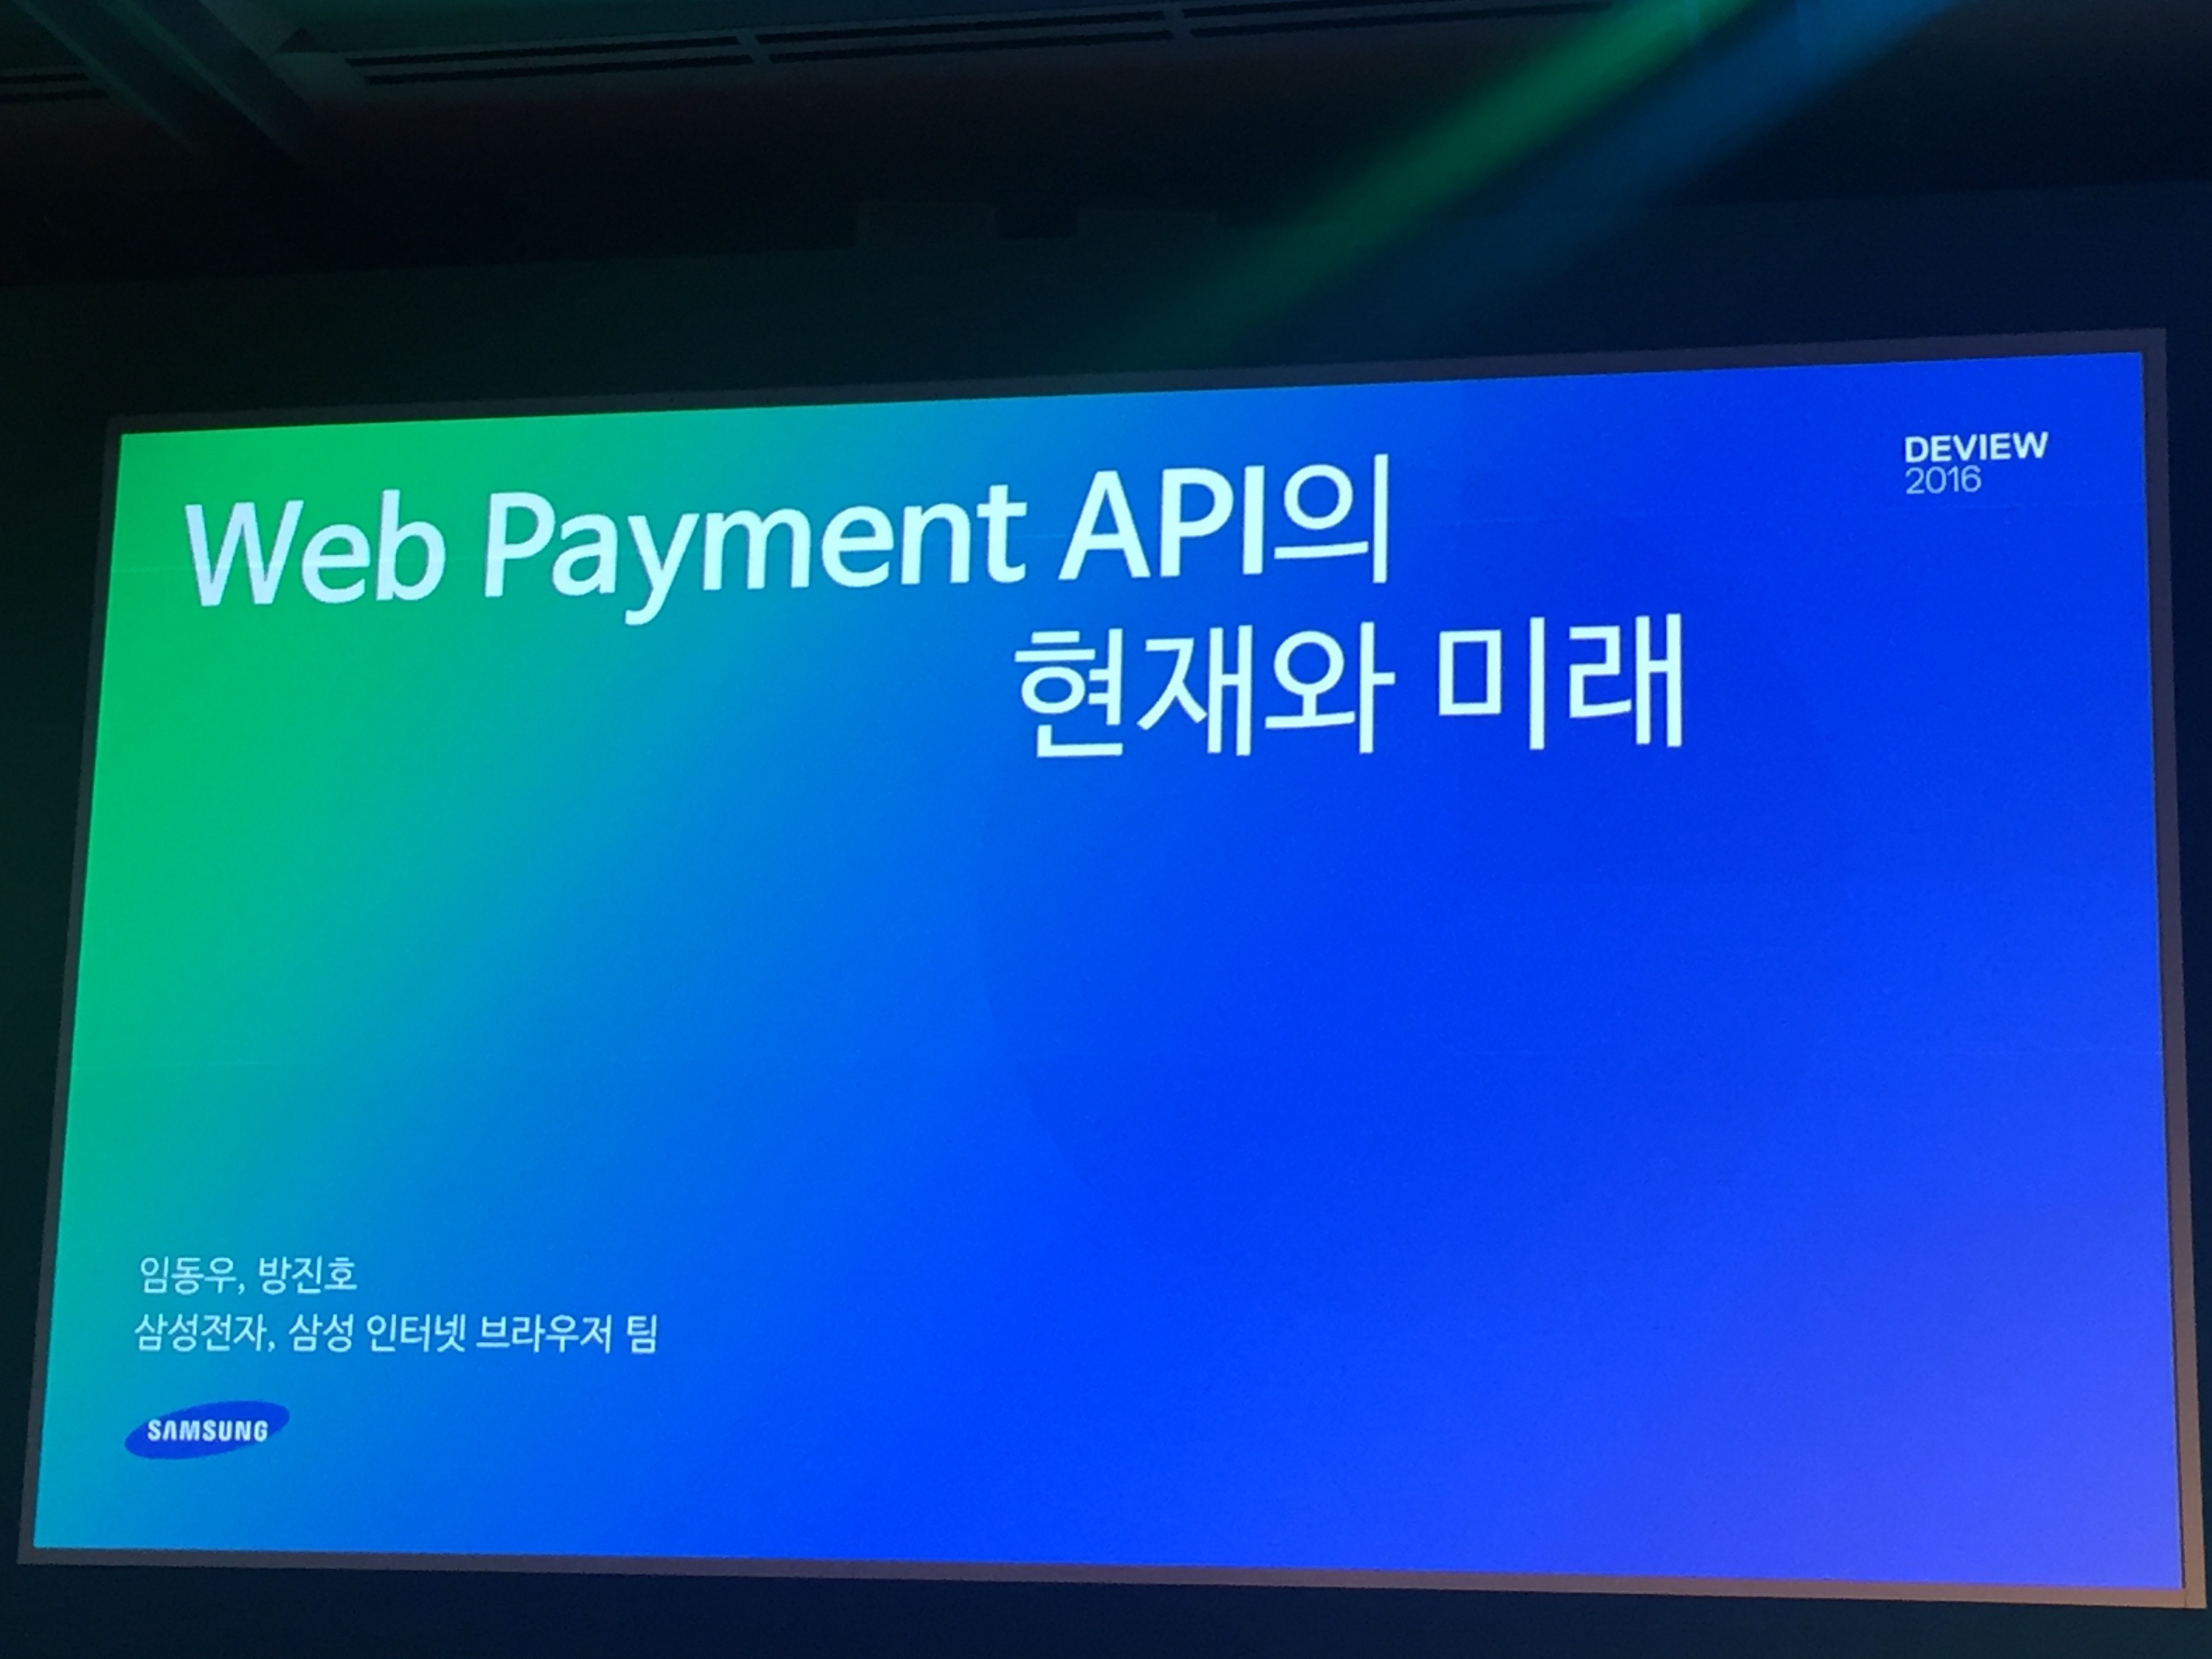 DEVIEW
2016
Web Payment API의
현재와 미래
임동우, 방진호
삼성전자, 삼성 인터넷 브라우저 팀
SAMSUNG